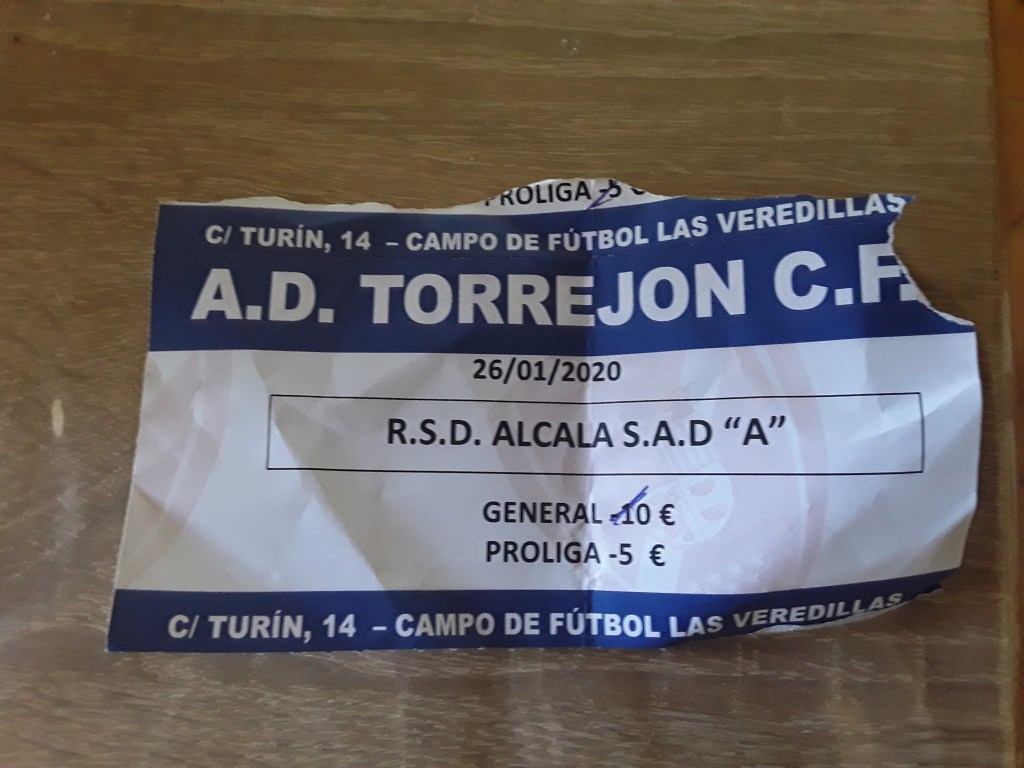 PROLIGA -5 €
C/ TURÍN, 14 – CAMPO DE FÚTBOL LAS VEREDILLAS
A.D. TORREJON C.F.
26/01/2020
R.S.D. ALCALA S.A.D “A”
GENERAL -10 €
PROLIGA -5 €
C/ TURÍN, 14 – CAMPO DE FÚTBOL LAS VEREDILLAS